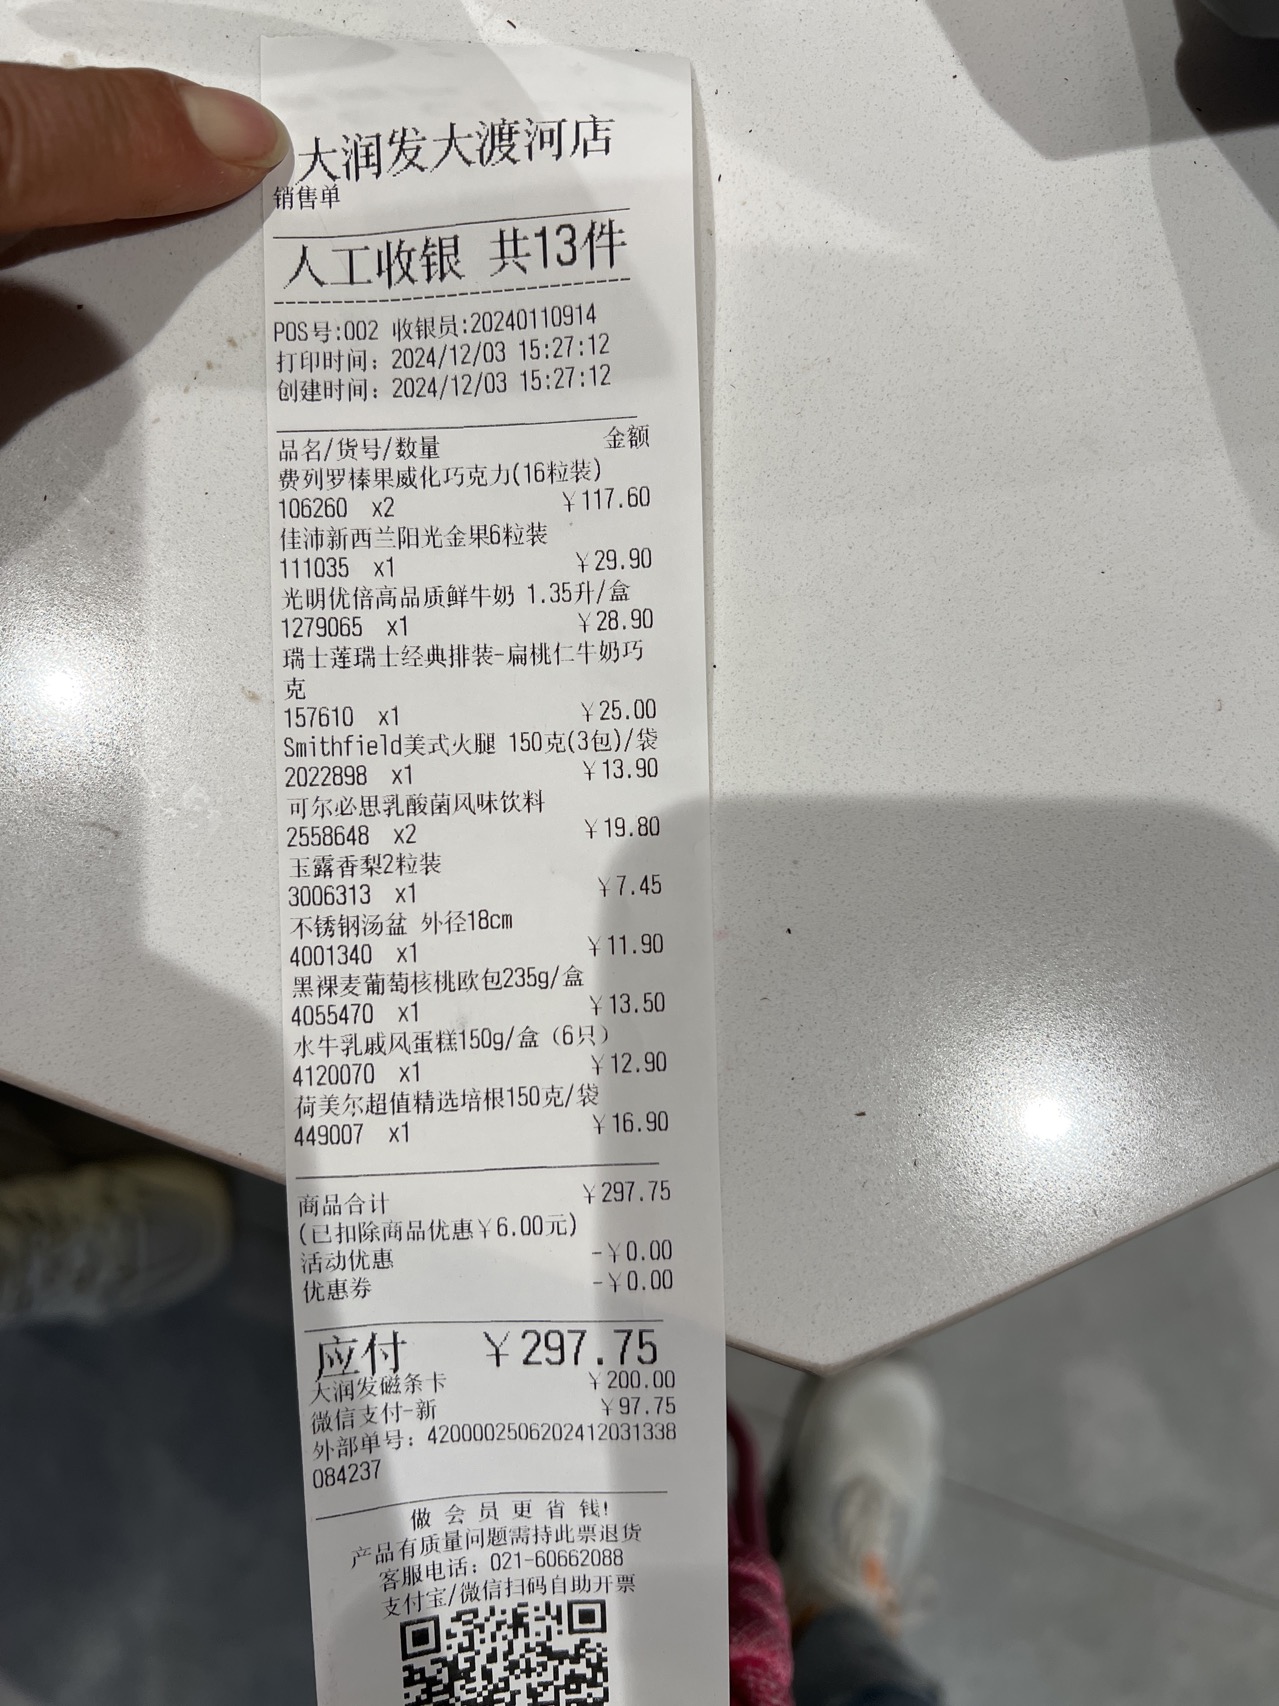 大润发大渡河店
销售单
人工收银 共13件
POS号:002 收银员:20240110914
打印时间: 2024/12/03 15:27:12
创建时间: 2024/12/03 15:27:12
品名/货号/数量 金额
费列罗榛果威化巧克力(16粒装)
106260 x2 ¥117.60
佳沛新西兰阳光金果6粒装
111035 x1 ¥29.90
光明优倍高品质鲜牛奶 1.35升/盒
1279065 x1 ¥28.90
瑞士莲瑞士经典排装-扁桃仁牛奶巧
克
157610 x1 ¥25.00
Smithfield美式火腿 150克(3包)/袋
2022898 x1 ¥13.90
可尔必思乳酸菌风味饮料
2558648 x2 ¥19.80
玉露香梨2粒装
3006313 x1 ¥7.45
不锈钢汤盆 外径18cm
4001340 x1 ¥11.90
黑裸麦葡萄核桃欧包235g/盒
4055470 x1 ¥13.50
水牛乳戚风蛋糕150g/盒（6只）
4120070 x1 ¥12.90
荷美尔超值精选培根150克/袋
449007 x1 ¥16.90
商品合计 ¥297.75
(已扣除商品优惠¥6.00元)
活动优惠 -¥0.00
优惠券 -¥0.00
应付 ¥297.75
大润发磁条卡 ¥200.00
微信支付-新 ¥97.75
外部单号: 4200002506202412031338
084237
做 会 员 更 省 钱!
产品有质量问题需持此票退货
客服电话: 021-60662088
支付宝/微信扫码自助开票